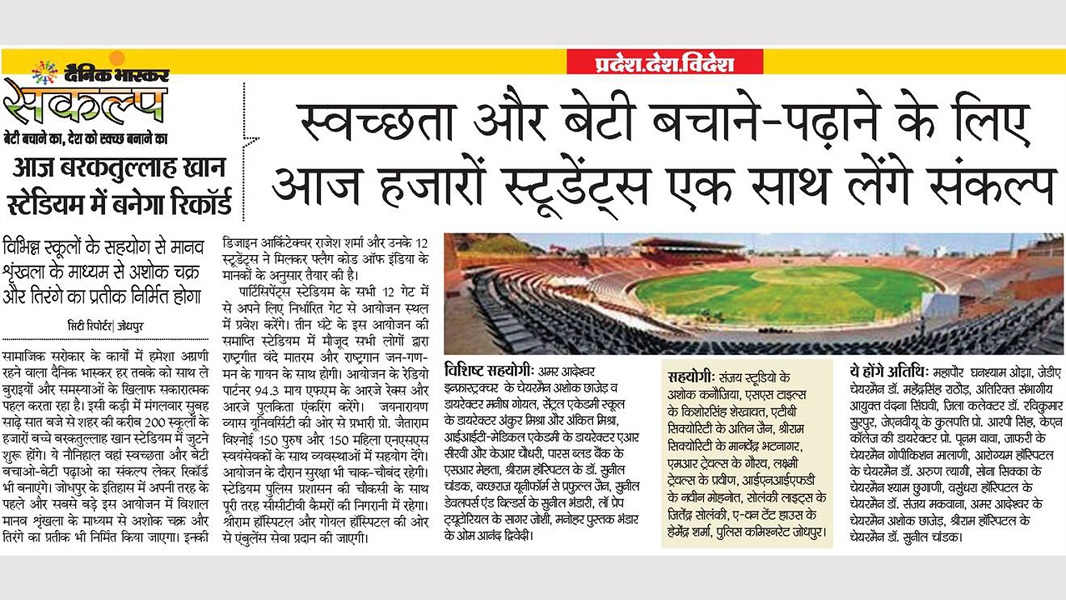 प्रदेश.देश.विदेश
दैनिक भास्कर
संकल्प
बेटी बचाने का, देश को स्वच्छ बनाने का
आज बरकतुल्लाह खान
स्टेडियम में बनेगा रिकॉर्ड
स्वच्छता और बेटी बचाने-पढ़ाने के लिए
आज हजारों स्टूडेंट्स एक साथ लेंगे संकल्प
विभिन्न स्कूलों के सहयोग से मानव
शृंखला के माध्यम से अशोक चक्र
और तिरंगे का प्रतीक निर्मित होगा
सिटी रिपोर्टर| जोधपुर
सामाजिक सरोकार के कार्यों में हमेशा अग्रणी
रहने वाला दैनिक भास्कर हर तबके को साथ ले
बुराइयों और समस्याओं के खिलाफ सकारात्मक
पहल करता रहा है। इसी कड़ी में मंगलवार सुबह
साढ़े सात बजे से शहर की करीब 200 स्कूलों के
हजारों बच्चे बरकतुल्लाह खान स्टेडियम में जुटने
शुरू होंगे। ये नौनिहाल वहां स्वच्छता और बेटी
बचाओ-बेटी पढ़ाओ का संकल्प लेकर रिकॉर्ड
भी बनाएंगे। जोधपुर के इतिहास में अपनी तरह के
पहले और सबसे बड़े इस आयोजन में विशाल
मानव शृंखला के माध्यम से अशोक चक्र और
तिरंगे का प्रतीक भी निर्मित किया जाएगा। इनकी
डिजाइन आर्किटेक्चर राजेश शर्मा और उनके 12
स्टूडेंट्स ने मिलकर फ्लैग कोड ऑफ इंडिया के
मानकों के अनुसार तैयार की है।
पार्टिसिपेंट्स स्टेडियम के सभी 12 गेट में
से अपने लिए निर्धारित गेट से आयोजन स्थल
में प्रवेश करेंगे। तीन घंटे के इस आयोजन की
समाप्ति स्टेडियम में मौजूद सभी लोगों द्वारा
राष्ट्रगीत वंदे मातरम और राष्ट्रगान जन-गण-
मन के गायन के साथ होगी। आयोजन के रेडियो
पार्टनर 94.3 माय एफएम के आरजे रेक्स और
आरजे पुलकिता एंकरिंग करेंगे। जयनारायण
व्यास यूनिवर्सिटी की ओर से प्रभारी प्रो. जैताराम
विश्नोई 150 पुरुष और 150 महिला एनएसएस
स्वयंसेवकों के साथ व्यवस्थाओं में सहयोग देंगे।
आयोजन के दौरान सुरक्षा भी चाक-चौबंद रहेगी।
स्टेडियम पुलिस प्रशासन की चौकसी के साथ
पूरी तरह सीसीटीवी कैमरों की निगरानी में रहेगा।
श्रीराम हॉस्पिटल और गोयल हॉस्पिटल की ओर
से एंबुलेंस सेवा प्रदान की जाएगी।
विशिष्ट सहयोगी: अमर आदेश्वर
इन्फ्रास्ट्रक्चर के चेयरमैन अशोक छाजेड़ व
डायरेक्टर मनीष गोयल, सेंट्रल एकेडमी स्कूल
के डायरेक्टर अंकुर मिश्रा और अंकित मिश्रा,
आईआईटी-मेडिकल एकेडमी के डायरेक्टर एआर
सीरवी और केआर चौधरी, पारस ब्लड बैंक के
एसआर मेहता, श्रीराम हॉस्पिटल के डॉ. सुनील
चांडक, वच्छराज यूनीफॉर्म से प्रफुल्ल जैन, सुनील
डेवलपर्स एंड बिल्डर्स के सुनील भंडारी, लॉ प्रेप
ट्यूटोरियल के सागर जोशी, मनोहर पुस्तक भंडार
के ओम आनंद द्विवेदी।
सहयोगी: संजय स्टूडियो के
अशोक कनौजिया, एसएस टाइल्स
के किशोरसिंह शेखावत, एटीबी
सिक्योरिटी के अतिन जैन, श्रीराम
सिक्योरिटी के मानवेंद्र भटनागर,
एमआर ट्रेवल्स के गौरव, लक्ष्मी
ट्रेवल्स के प्रवीण, आईएनआईएफडी
के नवीन मोहनोत, सोलंकी लाइट्स के
जितेंद्र सोलंकी, ए-वन टेंट हाउस के
हेमेंद्र शर्मा, पुलिस कमिश्नरेट जोधपुर।
ये होंगे अतिथि: महापौर घनश्याम ओझा, जेडीए
चेयरमैन डॉ. महेंद्रसिंह राठौड़, अतिरिक्त संभागीय
आयुक्त वंदना सिंघवी, जिला कलेक्टर डॉ. रविकुमार
सुरपुर, जेएनवीयू के कुलपति प्रो. आरपी सिंह, केएन
कॉलेज की डायरेक्टर प्रो. पूनम बावा, जाफरी के
चेयरमैन गोपीकिशन मालाणी, आरोग्यम हॉस्पिटल
के चेयरमैन डॉ. अरुण त्यागी, सोना सिक्का के
चेयरमैन श्याम छुगाणी, वसुंधरा हॉस्पिटल के
चेयरमैन डॉ. संजय मकवाना, अमर आदेश्वर के
चेयरमैन अशोक छाजेड़, श्रीराम हॉस्पिटल के
चेयरमैन डॉ. सुनील चांडक।